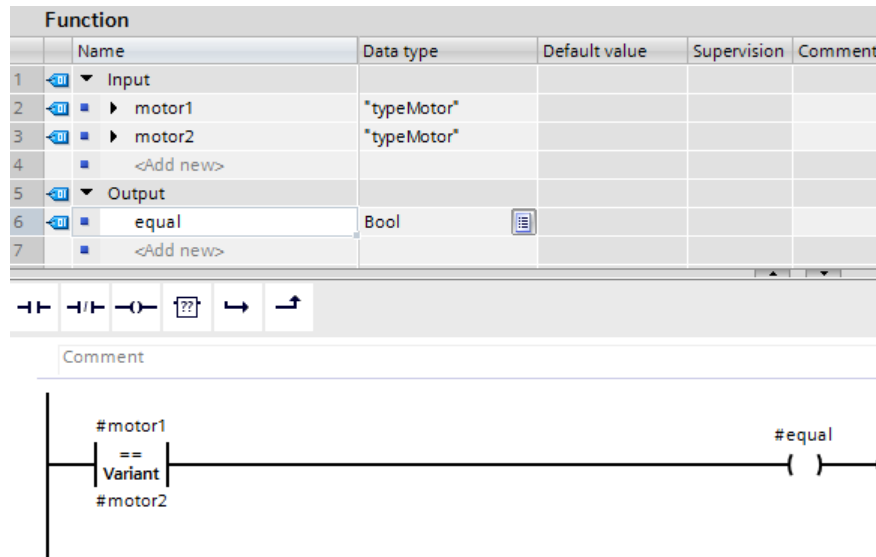 Function
Name Data type Default value Supervision Comment
1 Input
2 motor1 "typeMotor"
3 motor2 "typeMotor"
4 <Add new>
5 Output
6 equal Bool
7 <Add new>
??
Comment
#motor1
#equal
==
Variant
#motor2